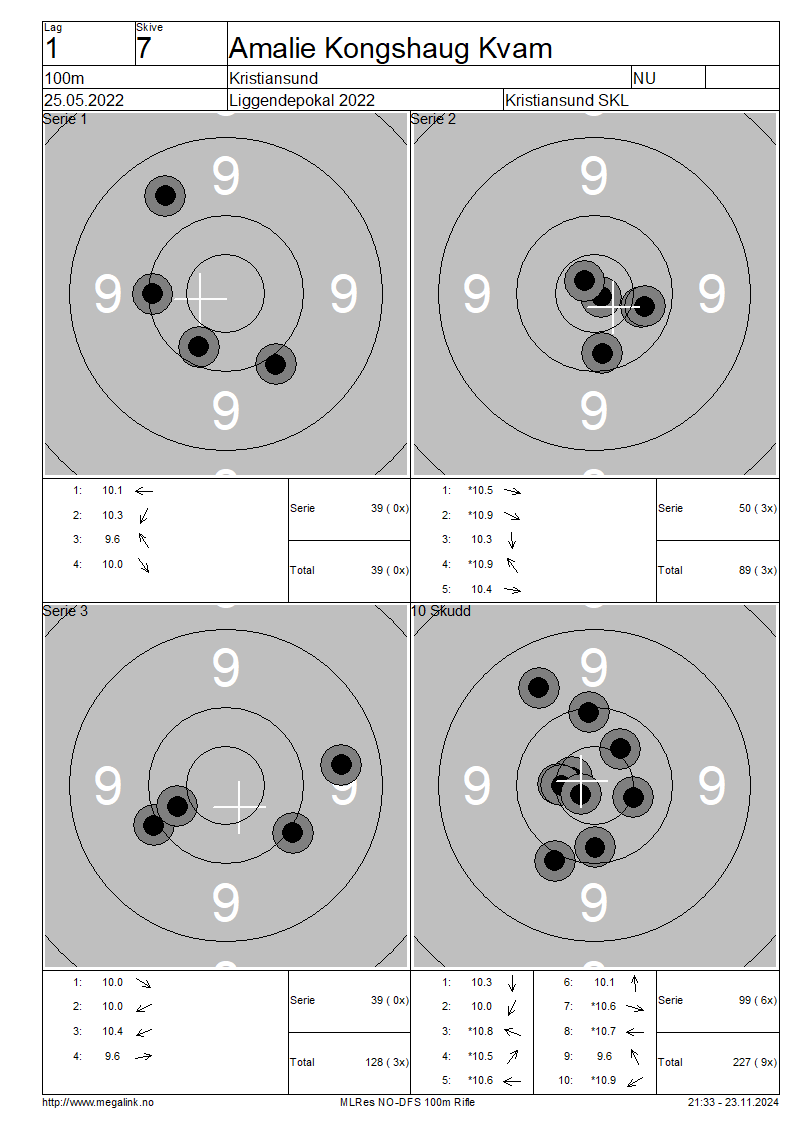 Lag Skive
1 7 Amalie Kongshaug Kvam
100m Kristiansund NU
25.05.2022 Liggendepokal 2022 Kristiansund SKL
Serie 1 Serie 2
9 9
9 9 9 9
9 9
1: 10.1 1: *10.5
Serie 39 ( 0x) Serie 50 ( 3x)
2: 10.3 2: *10.9
3: 9.6 3: 10.3
4: 10.0 4: *10.9
Total 39 ( 0x) Total 89 ( 3x)
5: 10.4
Serie 3 10 Skudd
9 9
9 9 9 9
9 9
1: 10.0 1: 10.3 6: 10.1
Serie 39 ( 0x) Serie 99 ( 6x)
2: 10.0 2: 10.0 7: *10.6
3: 10.4 3: *10.8 8: *10.7
4: 9.6 4: *10.5 9: 9.6
Total 128 ( 3x) Total 227 ( 9x)
5: *10.6 10: *10.9
http://www.megalink.no MLRes NO-DFS 100m Rifle 21:33 - 23.11.2024